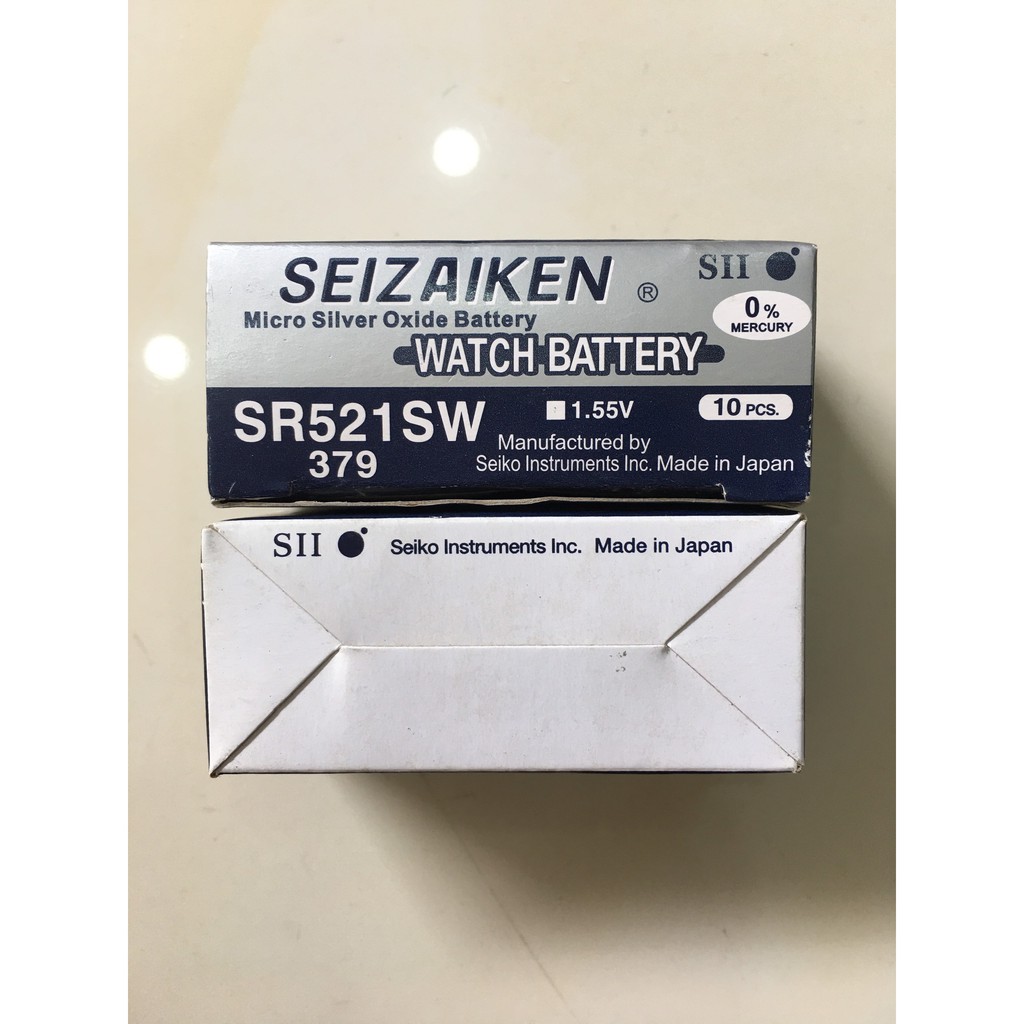 SEIZAIKEN ® SII
Micro Silver Oxide Battery
0% MERCURY
WATCH BATTERY
SR521SW 1.55V 10 PCS.
379
Manufactured by
Seiko Instruments Inc. Made in Japan
SII Seiko Instruments Inc. Made in Japan